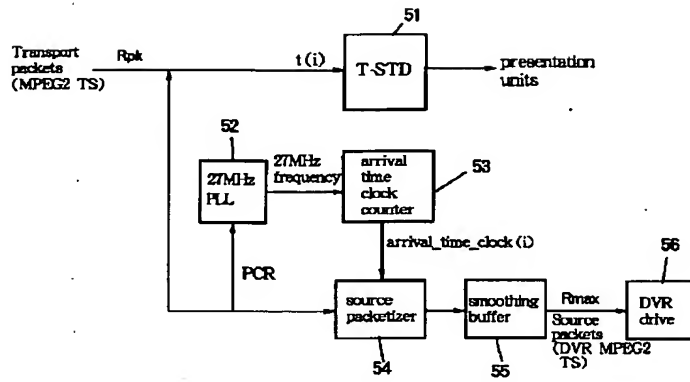 51
Transport
packets
(MPEG2 TS)
Rpk
t(i)
T-STD
presentation
units
52
27MHz
PLL
27MHz
frequency
arrival
time
clock
counter
53
arrival_time_clock(i)
PCR
source
packetizer
54
smoothing
buffer
55
Rmax
Source
packets
(DVR MPEG2
TS)
56
DVR
drive